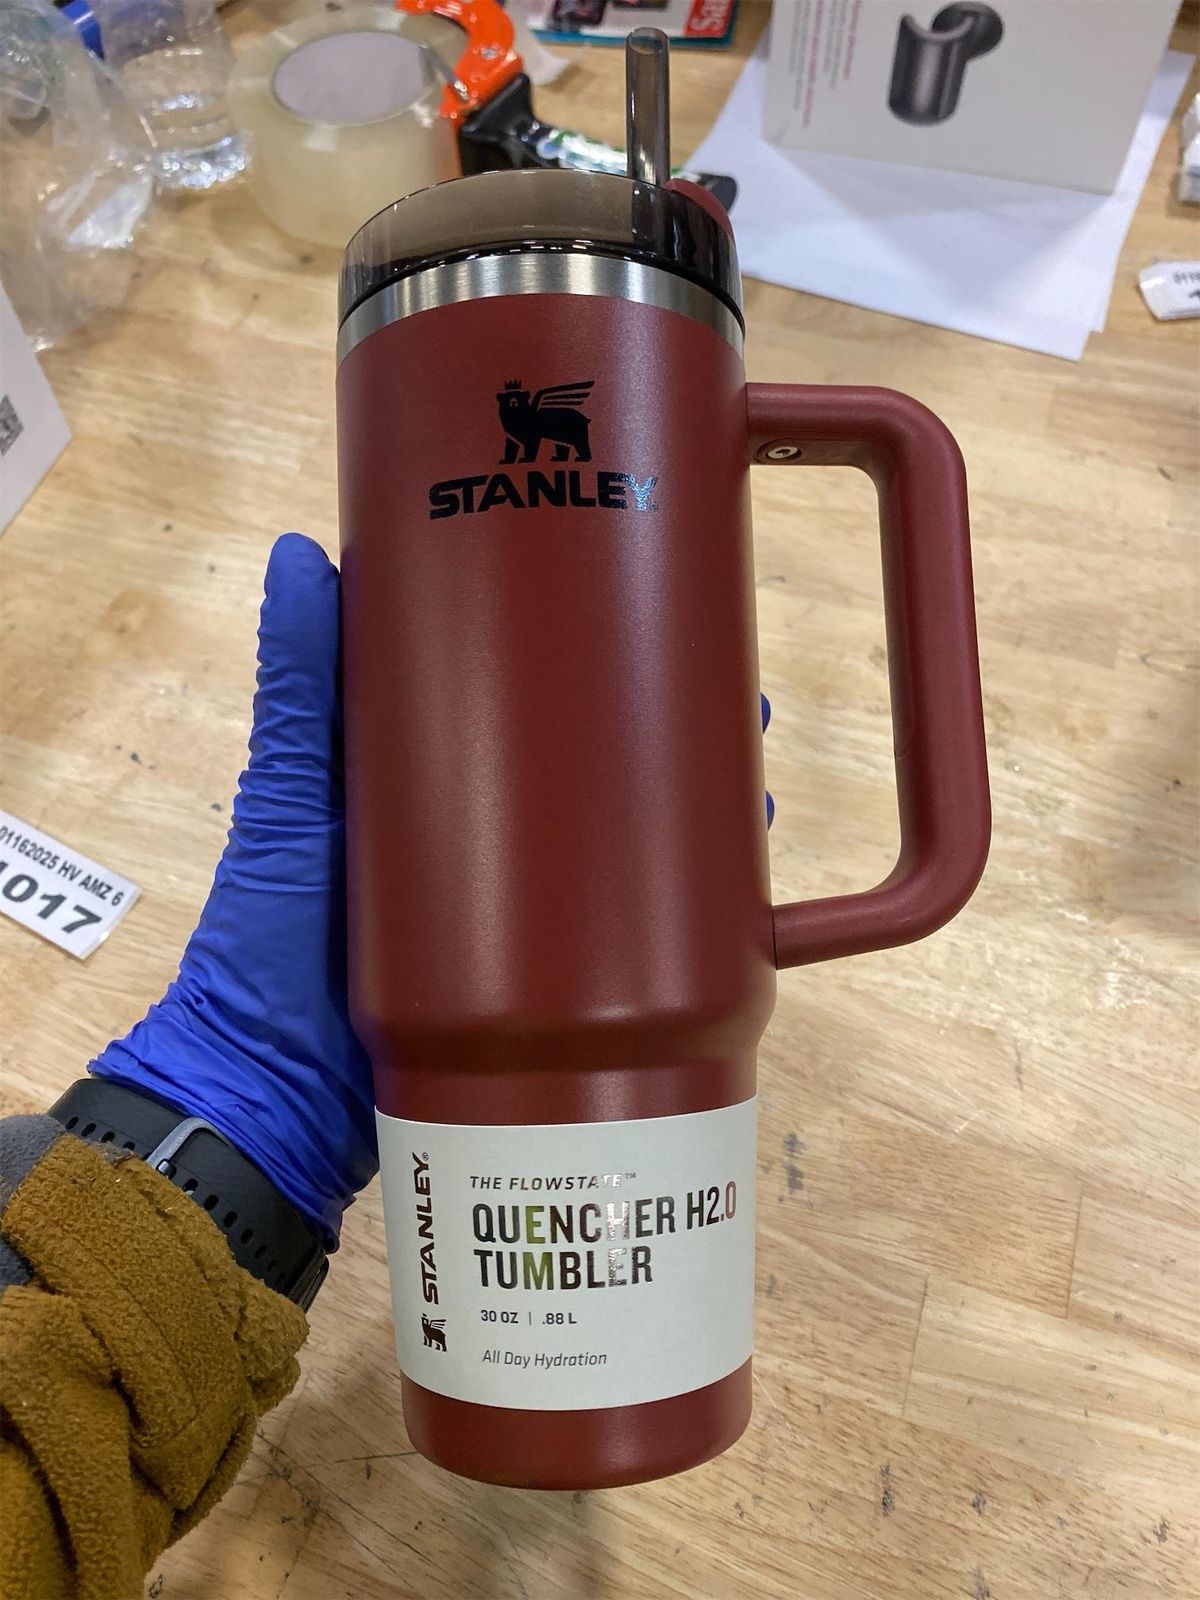 STANLEY
STANLEY®
THE FLOWSTATE™
QUENCHER H2.0
TUMBLER
30 OZ | .88 L
All Day Hydration
01162025 HV AMZ 6
1017